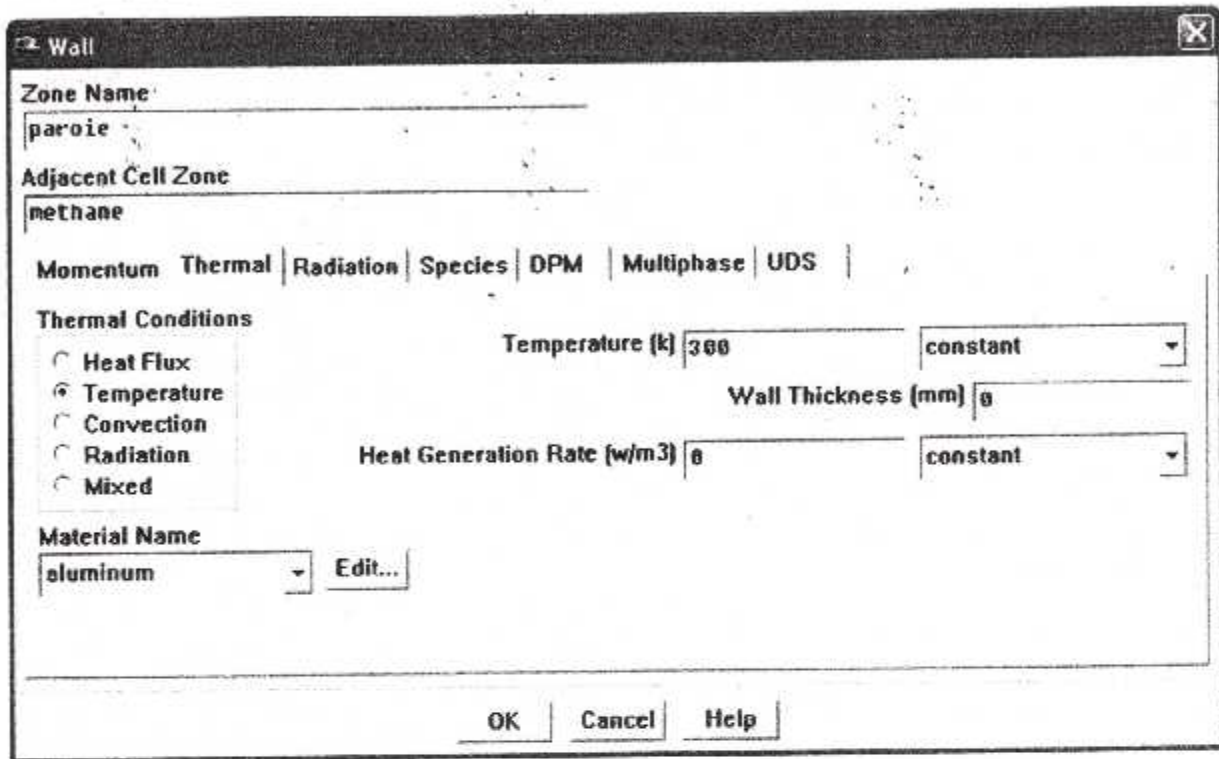 Wall
Zone Name
paroie
Adjacent Cell Zone
methane
Momentum Thermal Radiation Species DPM Multiphase UDS
Thermal Conditions
Heat Flux
Temperature
Convection
Radiation
Mixed
Temperature (k) 300 constant
Wall Thickness (mm) 0
Heat Generation Rate (w/m3) 0 constant
Material Name
aluminum Edit...
OK Cancel Help